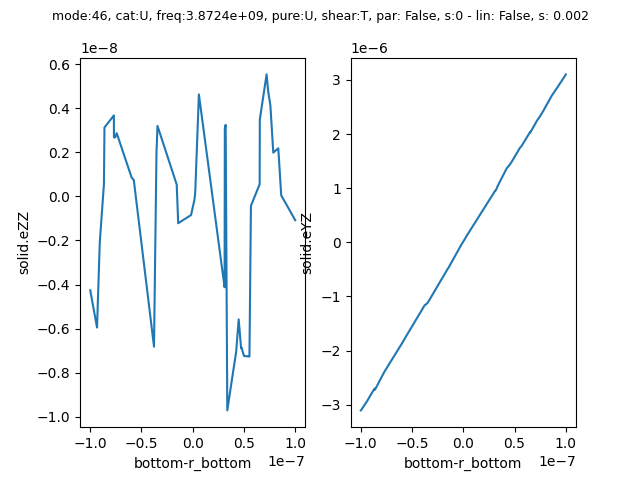 mode:46, cat:U, freq:3.8724e+09, pure:U, shear:T, par: False, s:0 - lin: False, s: 0.002
1e−8
0.6
0.4
0.2
0.0
−0.2
−0.4
−0.6
−0.8
−1.0
solid.eZZ
−1.0
−0.5
0.0
0.5
1.0
bottom-r_bottom
1e−7
1e−6
3
2
1
0
−1
−2
−3
solid.eYZ
−1.0
−0.5
0.0
0.5
1.0
bottom-r_bottom
1e−7